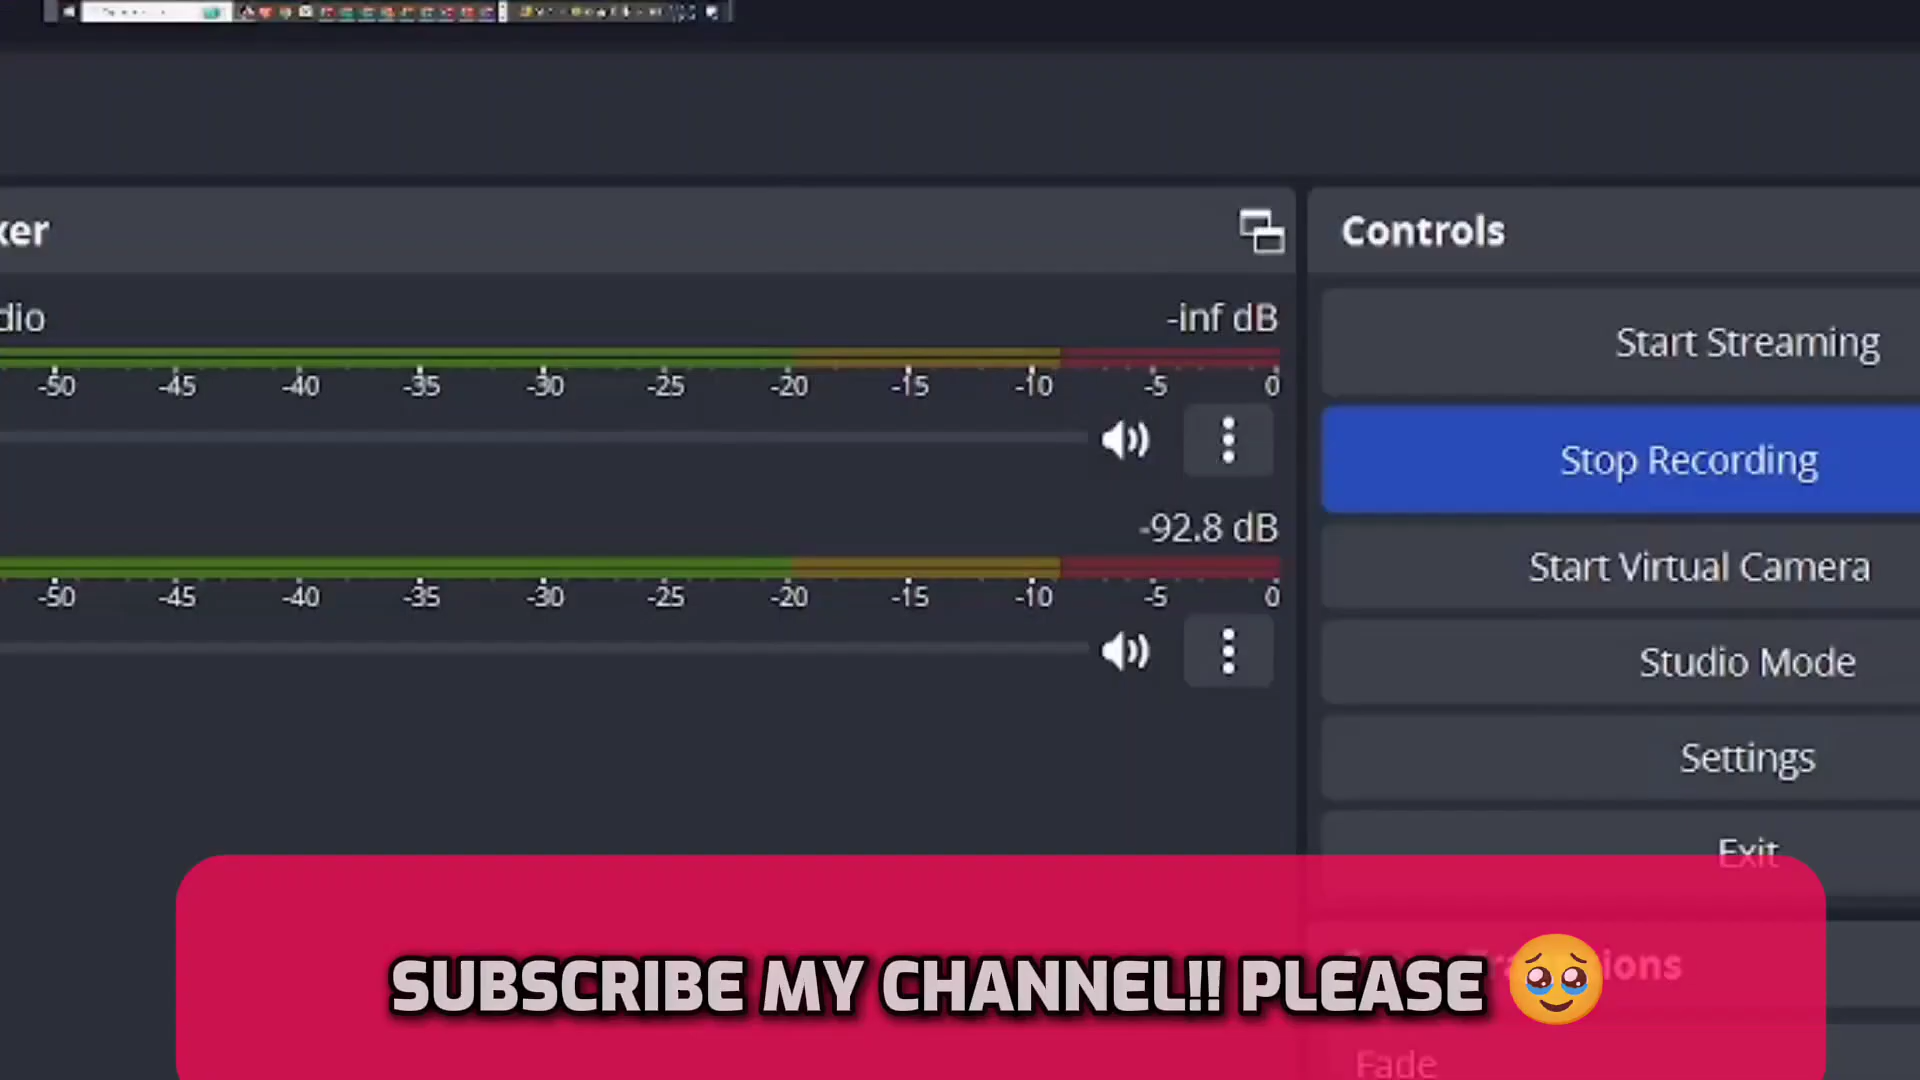 xer
Controls
dio
-inf dB
-50 -45 -40 -35 -30 -25 -20 -15 -10 -5 0
-92.8 dB
-50 -45 -40 -35 -30 -25 -20 -15 -10 -5 0
Start Streaming
Stop Recording
Start Virtual Camera
Studio Mode
Settings
Exit
SUBSCRIBE MY CHANNEL!! PLEASE 🥹
Fade